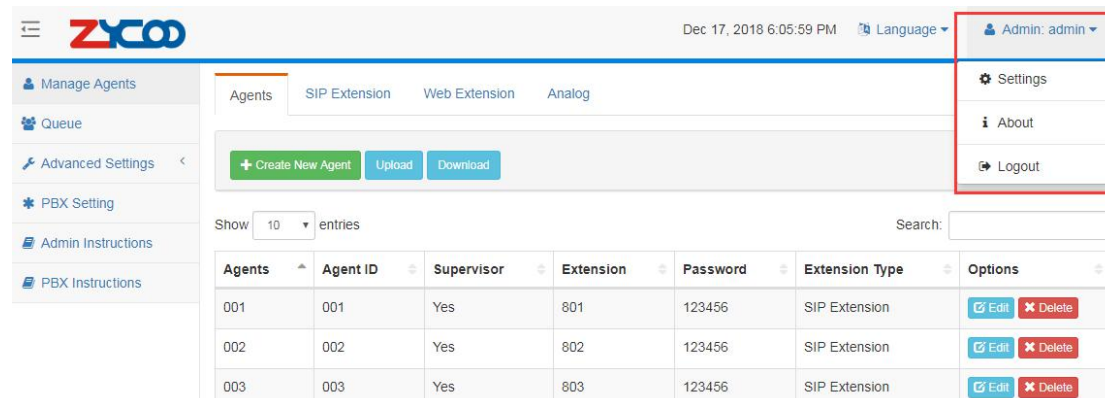 ZYCOO Dec 17, 2018 6:05:59 PM Language Admin: admin
Settings
About
Logout
Manage Agents
Queue
Advanced Settings
PBX Setting
Admin Instructions
PBX Instructions
Agents SIP Extension Web Extension Analog
Create New Agent Upload Download
Show 10 entries Search:
Agents Agent ID Supervisor Extension Password Extension Type Options
001 001 Yes 801 123456 SIP Extension Edit Delete
002 002 Yes 802 123456 SIP Extension Edit Delete
003 003 Yes 803 123456 SIP Extension Edit Delete